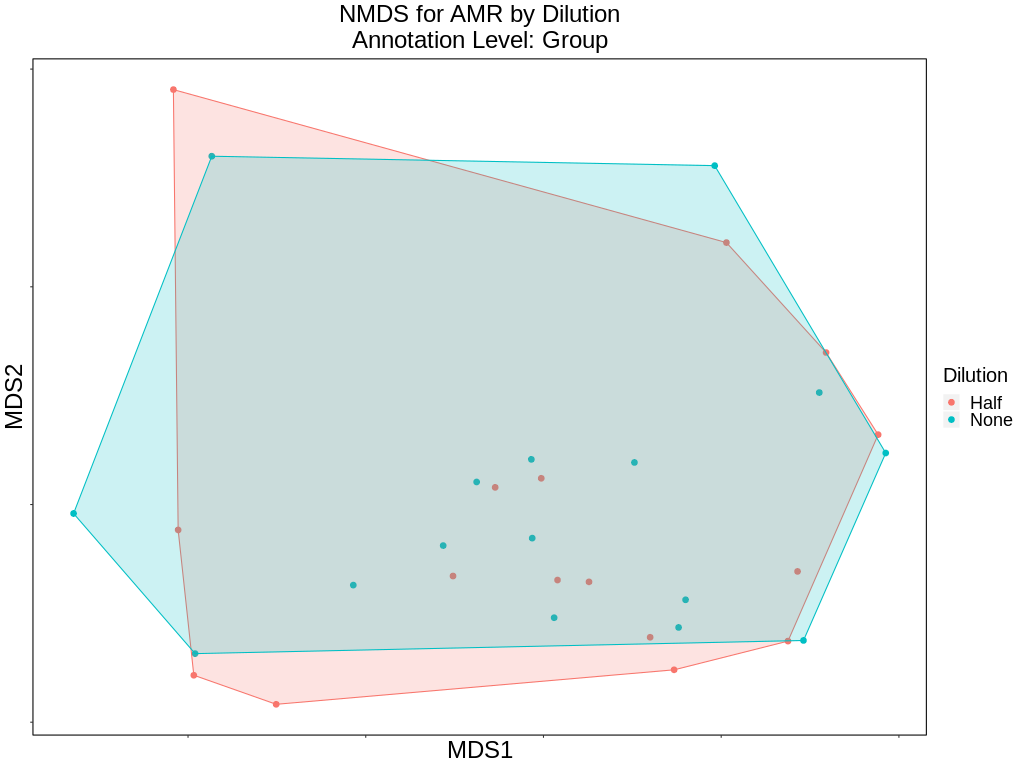 NMDS for AMR by Dilution
Annotation Level: Group
MDS2
Dilution
Half
None
MDS1